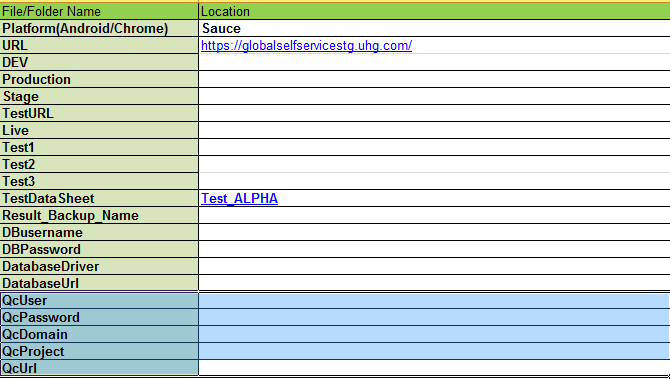 File/Folder Name Location
Platform(Android/Chrome) Sauce
URL https://globalselfservicestg.uhg.com/
DEV
Production
Stage
TestURL
Live
Test1
Test2
Test3
TestDataSheet Test_ALPHA
Result_Backup_Name
DBusername
DBPassword
DatabaseDriver
DatabaseUrl
QcUser
QcPassword
QcDomain
QcProject
QcUrl